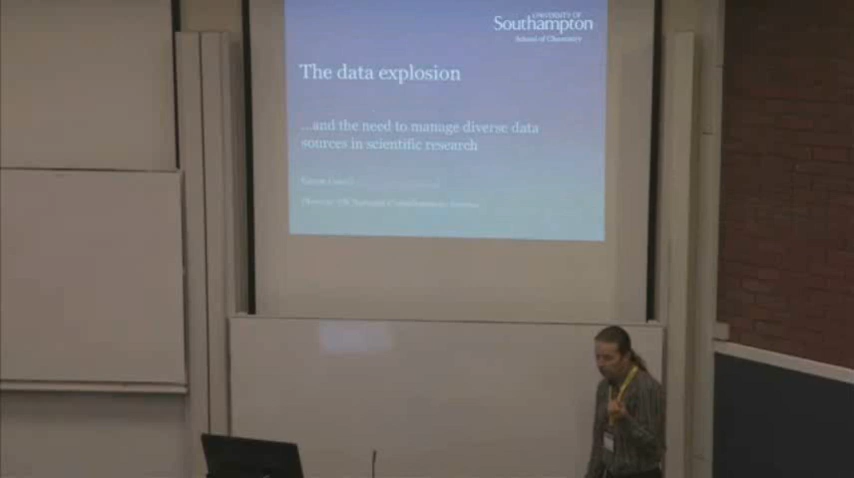 UNIVERSITY OF
Southampton
School of Chemistry
The data explosion
...and the need to manage diverse data
sources in scientific research